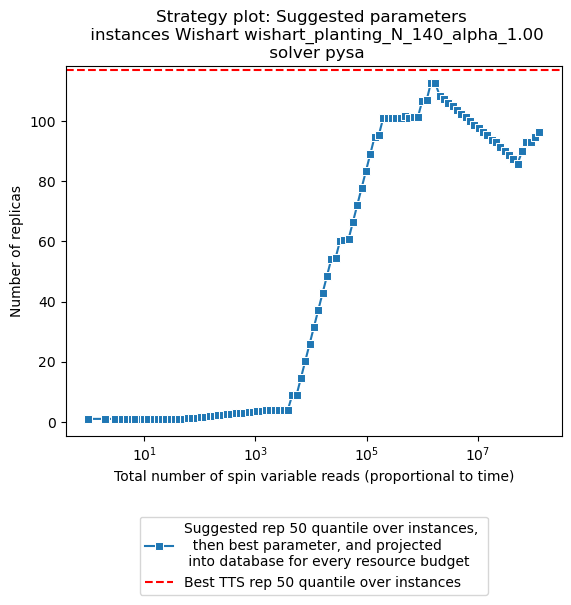 Strategy plot: Suggested parameters
instances Wishart wishart_planting_N_140_alpha_1.00
solver pysa
Number of replicas
100
80
60
40
20
0
10^1 10^3 10^5 10^7
Total number of spin variable reads (proportional to time)
Suggested rep 50 quantile over instances,
then best parameter, and projected
into database for every resource budget
Best TTS rep 50 quantile over instances